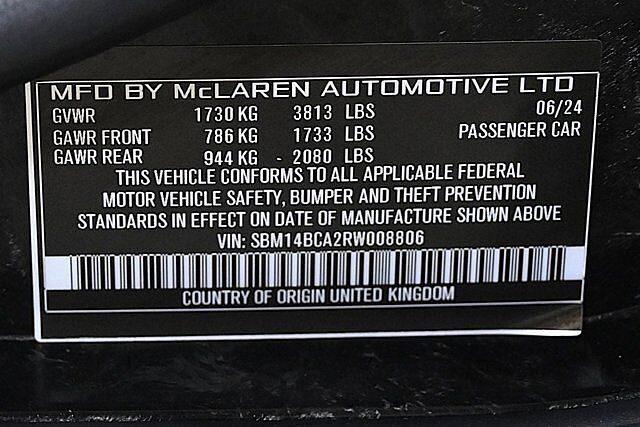 MFD BY McLAREN AUTOMOTIVE LTD
GVWR 1730 KG 3813 LBS 06/24
GAWR FRONT 786 KG 1733 LBS PASSENGER CAR
GAWR REAR 944 KG - 2080 LBS
THIS VEHICLE CONFORMS TO ALL APPLICABLE FEDERAL
MOTOR VEHICLE SAFETY, BUMPER AND THEFT PREVENTION
STANDARDS IN EFFECT ON DATE OF MANUFACTURE SHOWN ABOVE
VIN: SBM14BCA2RW008806
COUNTRY OF ORIGIN UNITED KINGDOM